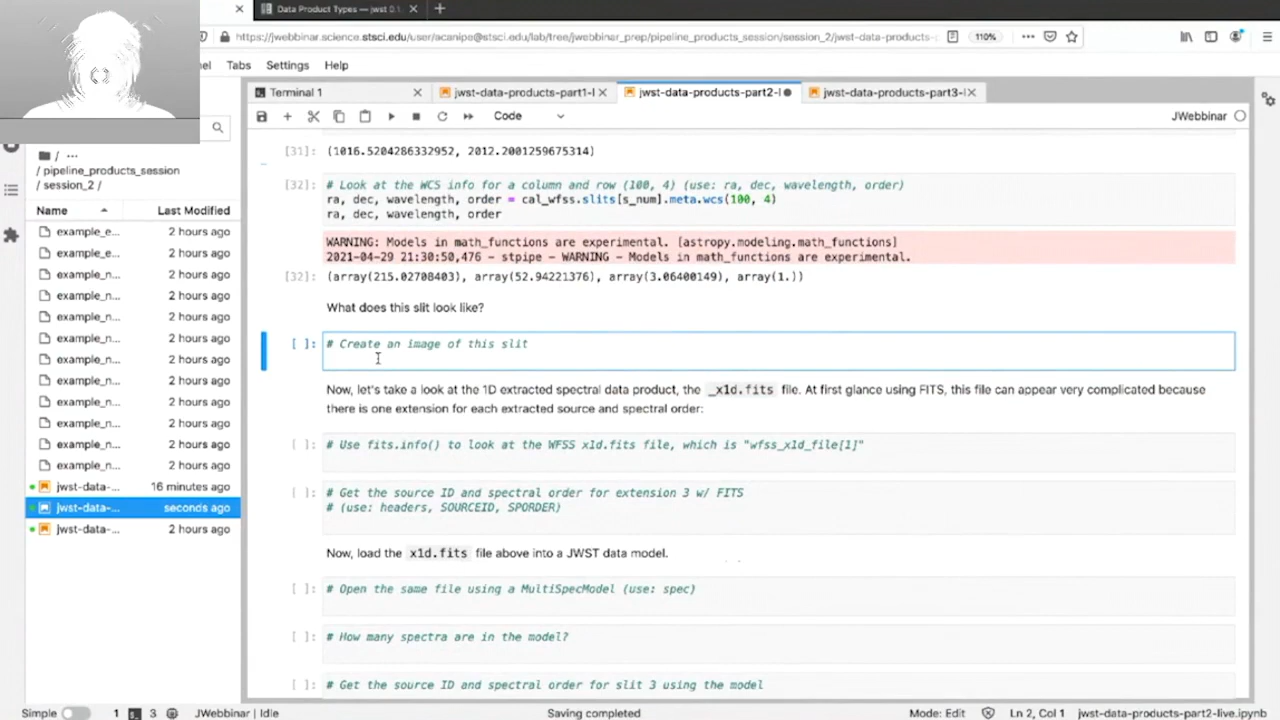 Data Product Types — jwst 0.1
https://jwebbinar.science.stsci.edu/user/acanipe@stsci.edu/lab/tree/jwebbinar_prep/pipeline_products_session/session_2/jwst-data-products-
110%
Tabs Settings Help
Terminal 1
jwst-data-products-part1-l
jwst-data-products-part2-l
jwst-data-products-part3-l
Code
JWebbinar
/ ...
/ pipeline_products_session
/ session_2 /
Name Last Modified
example_e... 2 hours ago
example_e... 2 hours ago
example_n... 2 hours ago
example_n... 2 hours ago
example_n... 2 hours ago
example_n... 2 hours ago
example_n... 2 hours ago
example_n... 2 hours ago
example_n... 2 hours ago
example_n... 2 hours ago
example_n... 2 hours ago
example_n... 2 hours ago
jwst-data-... 16 minutes ago
jwst-data-... seconds ago
jwst-data-... 2 hours ago
[31]: (1016.5204286332952, 2012.2001259675314)
[32]: # Look at the WCS info for a column and row (100, 4) (use: ra, dec, wavelength, order)
ra, dec, wavelength, order = cal_wfss.slits[s_num].meta.wcs(100, 4)
ra, dec, wavelength, order
WARNING: Models in math_functions are experimental. [astropy.modeling.math_functions]
2021-04-29 21:30:50,476 - stpipe - WARNING - Models in math_functions are experimental.
[32]: (array(215.02708403), array(52.94221376), array(3.06400149), array(1.))
What does this slit look like?
[ ]: # Create an image of this slit
Now, let's take a look at the 1D extracted spectral data product, the _x1d.fits file. At first glance using FITS, this file can appear very complicated because
there is one extension for each extracted source and spectral order:
[ ]: # Use fits.info() to look at the WFSS x1d.fits file, which is "wfss_x1d_file[1]"
[ ]: # Get the source ID and spectral order for extension 3 w/ FITS
# (use: headers, SOURCEID, SPORDER)
Now, load the x1d.fits file above into a JWST data model.
[ ]: # Open the same file using a MultiSpecModel (use: spec)
[ ]: # How many spectra are in the model?
[ ]: # Get the source ID and spectral order for slit 3 using the model
Simple 1 3 JWebbinar | Idle Saving completed Mode: Edit Ln 2, Col 1 jwst-data-products-part2-live.ipynb